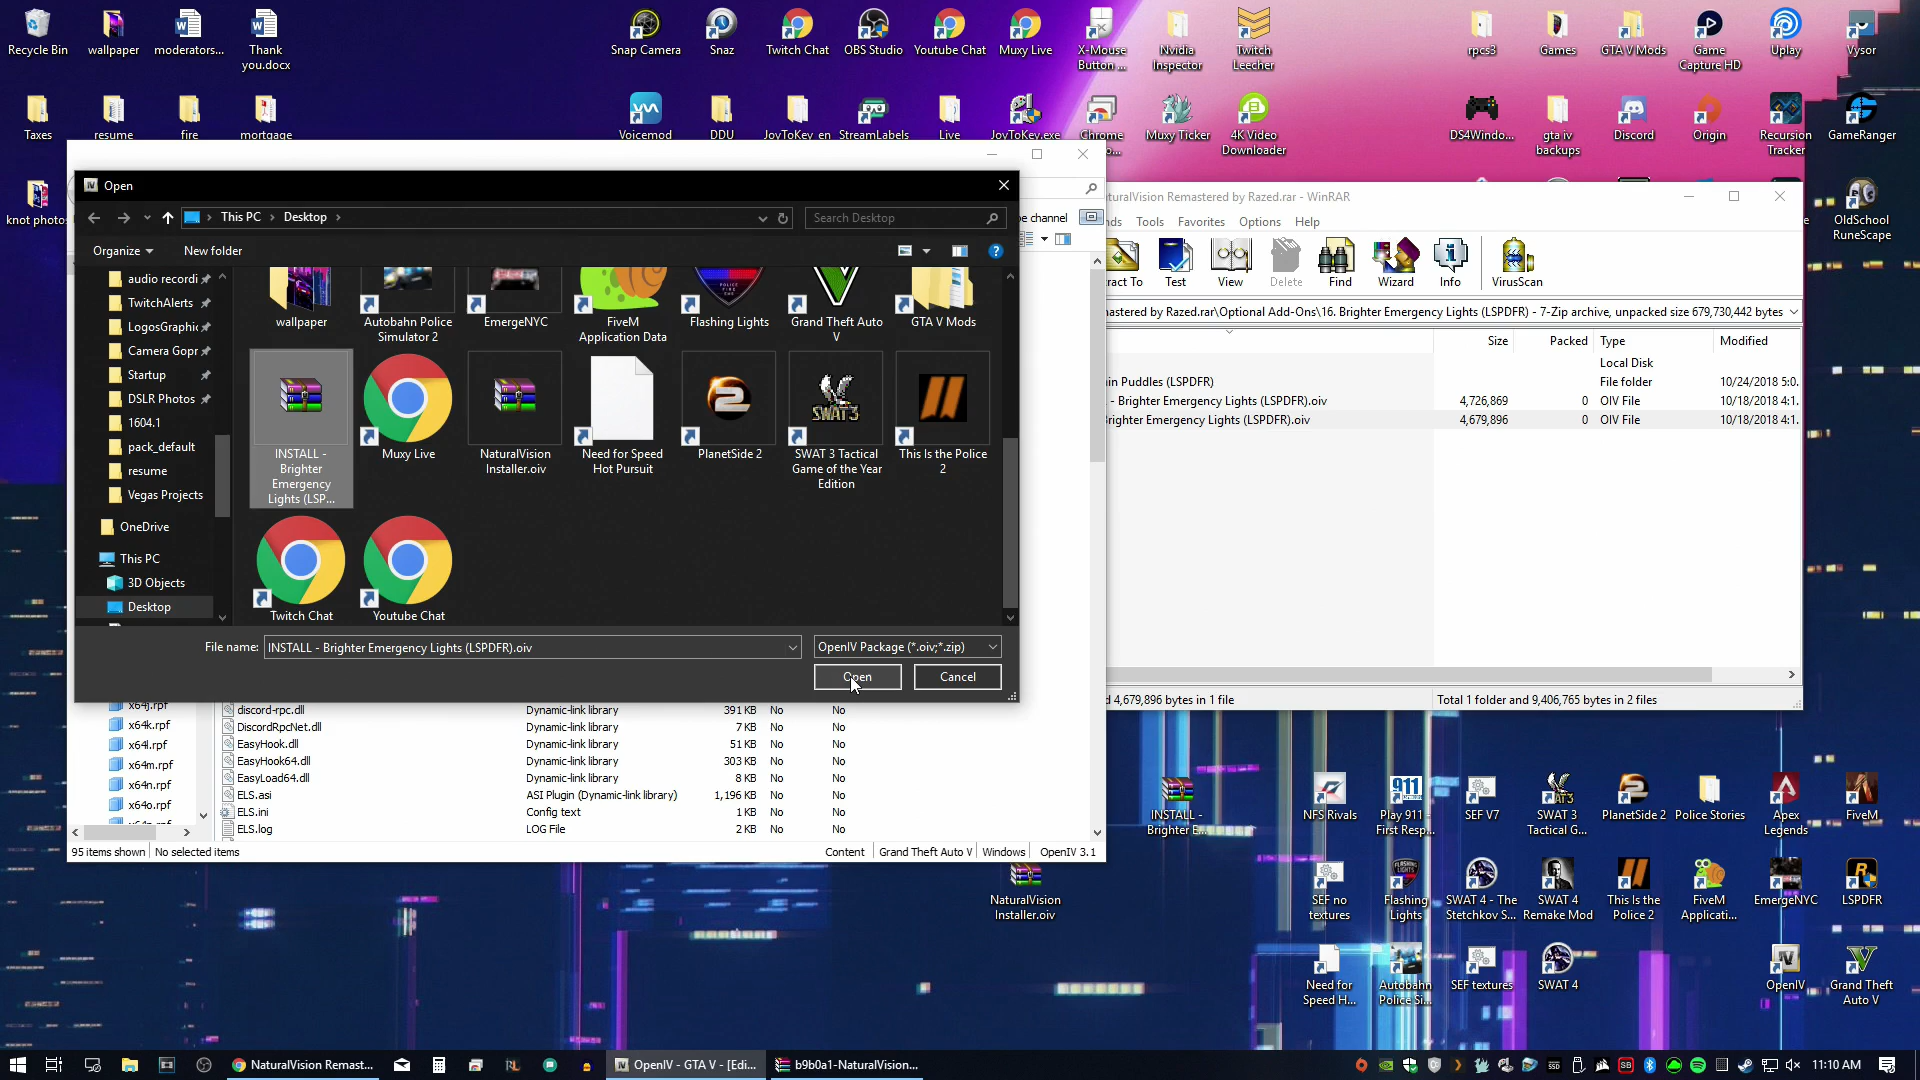 Recycle Bin
wallpaper
moderators...
Thank
you.docx
Snap Camera
Snaz
Twitch Chat
OBS Studio
Youtube Chat
Muxy Live
X-Mouse
Button ...
Nvidia
Inspector
Twitch
Leecher
rpcs3
Games
GTA V Mods
Game
Capture HD
Uplay
Vysor
Taxes
resume
fire
mortgage
Voicemod
DDU
JoyToKey_en
StreamLabels
Live
JoyToKey.exe
Chrome
Muxy Ticker
4K Video
Downloader
DS4Windo...
gta iv
backups
Discord
Origin
Recursion
Tracker
GameRanger
knot photos
OldSchool
RuneScape
Open
This PC
Desktop
Search Desktop
Organize
New folder
audio recordi
TwitchAlerts
LogosGraphic
Camera Gopr
Startup
DSLR Photos
1604.1
pack_default
resume
Vegas Projects
OneDrive
This PC
3D Objects
Desktop
wallpaper
Autobahn Police
Simulator 2
EmergeNYC
FiveM
Application Data
Flashing Lights
Grand Theft Auto
V
GTA V Mods
INSTALL -
Brighter
Emergency
Lights (LSP...
Muxy Live
NaturalVision
Installer.oiv
Need for Speed
Hot Pursuit
PlanetSide 2
SWAT 3 Tactical
Game of the Year
Edition
This Is the Police
2
Twitch Chat
Youtube Chat
File name:
INSTALL - Brighter Emergency Lights (LSPDFR).oiv
OpenIV Package (*.oiv;*.zip)
Open
Cancel
pe channel
aturalVision Remastered by Razed.rar - WinRAR
nds
Tools
Favorites
Options
Help
ract To
Test
View
Delete
Find
Wizard
Info
VirusScan
nastered by Razed.rar\Optional Add-Ons\16. Brighter Emergency Lights (LSPDFR) - 7-Zip archive, unpacked size 679,730,442 bytes
Size
Packed
Type
Modified
Local Disk
in Puddles (LSPDFR)
File folder
10/24/2018 5:0.
- Brighter Emergency Lights (LSPDFR).oiv
4,726,869
0
OIV File
10/18/2018 4:1.
Brighter Emergency Lights (LSPDFR).oiv
4,679,896
0
OIV File
10/18/2018 4:1.
d 4,679,896 bytes in 1 file
Total 1 folder and 9,406,765 bytes in 2 files
x64j.rpf
x64k.rpf
x64l.rpf
x64m.rpf
x64n.rpf
x64o.rpf
discord-rpc.dll
Dynamic-link library
391 KB
No
No
DiscordRpcNet.dll
Dynamic-link library
7 KB
No
No
EasyHook.dll
Dynamic-link library
51 KB
No
No
EasyHook64.dll
Dynamic-link library
303 KB
No
No
EasyLoad64.dll
Dynamic-link library
8 KB
No
No
ELS.asi
ASI Plugin (Dynamic-link library)
1,196 KB
No
No
ELS.ini
Config text
1 KB
No
No
ELS.log
LOG File
2 KB
No
No
95 items shown
No selected items
Content
Grand Theft Auto V
Windows
OpenIV 3.1
INSTALL -
Brighter E...
NFS Rivals
Play 911 -
First Resp...
SEF V7
SWAT 3
Tactical G...
PlanetSide 2
Police Stories
Apex
Legends
FiveM
NaturalVision
Installer.oiv
SEF no
textures
Flashing
Lights
SWAT 4 - The
Stetchkov S...
SWAT 4
Remake Mod
This Is the
Police 2
FiveM
Applicati...
EmergeNYC
LSPDFR
Need for
Speed H...
Autobahn
Police Si...
SEF textures
SWAT 4
OpenIV
Grand Theft
Auto V
NaturalVision Remast...
OpenIV - GTA V - [Edi...
b9b0a1-NaturalVision...
11:10 AM